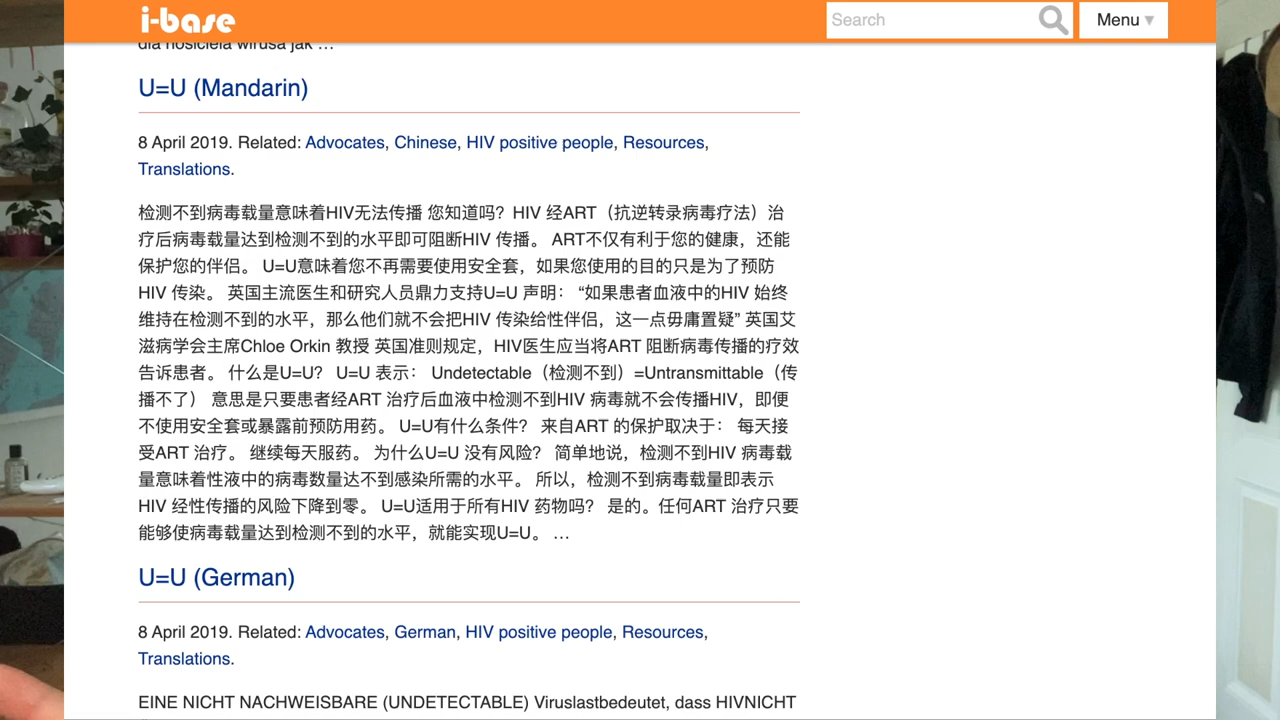 i-base
Search
Menu ▼
dla nosiciela wirusa jak …
U=U (Mandarin)
8 April 2019. Related: Advocates, Chinese, HIV positive people, Resources,
Translations.
检测不到病毒载量意味着HIV无法传播 您知道吗？HIV 经ART（抗逆转录病毒疗法）治
疗后病毒载量达到检测不到的水平即可阻断HIV 传播。 ART不仅有利于您的健康，还能
保护您的伴侣。 U=U意味着您不再需要使用安全套，如果您使用的目的只是为了预防
HIV 传染。 英国主流医生和研究人员鼎力支持U=U 声明： “如果患者血液中的HIV 始终
维持在检测不到的水平，那么他们就不会把HIV 传染给性伴侣，这一点毋庸置疑” 英国艾
滋病学会主席Chloe Orkin 教授 英国准则规定，HIV医生应当将ART 阻断病毒传播的疗效
告诉患者。 什么是U=U？ U=U 表示： Undetectable（检测不到）=Untransmittable（传
播不了） 意思是只要患者经ART 治疗后血液中检测不到HIV 病毒就不会传播HIV，即便
不使用安全套或暴露前预防用药。 U=U有什么条件？ 来自ART 的保护取决于： 每天接
受ART 治疗。 继续每天服药。 为什么U=U 没有风险？ 简单地说，检测不到HIV 病毒载
量意味着性液中的病毒数量达不到感染所需的水平。 所以，检测不到病毒载量即表示
HIV 经性传播的风险下降到零。 U=U适用于所有HIV 药物吗？ 是的。任何ART 治疗只要
能够使病毒载量达到检测不到的水平，就能实现U=U。 …
U=U (German)
8 April 2019. Related: Advocates, German, HIV positive people, Resources,
Translations.
EINE NICHT NACHWEISBARE (UNDETECTABLE) Viruslastbedeutet, dass HIVNICHT